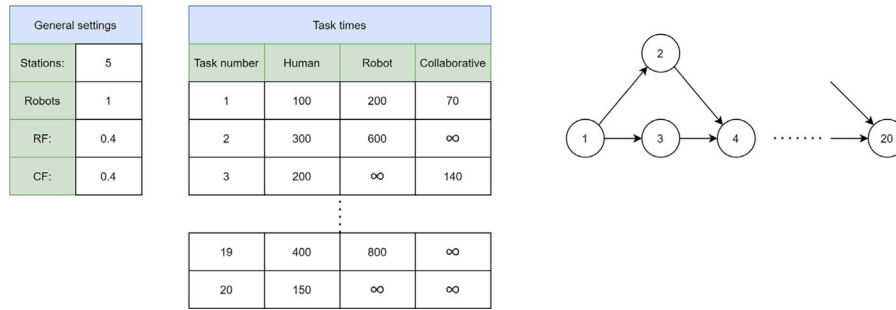 General settings
Stations: 5
Robots 1
RF: 0.4
CF: 0.4
Task times
Task number Human Robot Collaborative
1 100 200 70
2 300 600 ∞
3 200 ∞ 140
19 400 800 ∞
20 150 ∞ ∞
2
1 3 4 20